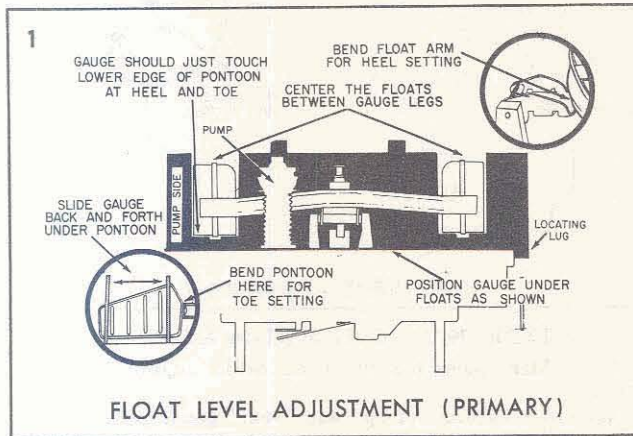 1
GAUGE SHOULD JUST TOUCH
LOWER EDGE OF PONTOON
AT HEEL AND TOE
BEND FLOAT ARM
FOR HEEL SETTING
CENTER THE FLOATS
BETWEEN GAUGE LEGS
PUMP
PUMP SIDE
SLIDE GAUGE
BACK AND FORTH
UNDER PONTOON
LOCATING
LUG
BEND PONTOON
HERE FOR
TOE SETTING
POSITION GAUGE UNDER
FLOATS AS SHOWN
FLOAT LEVEL ADJUSTMENT (PRIMARY)